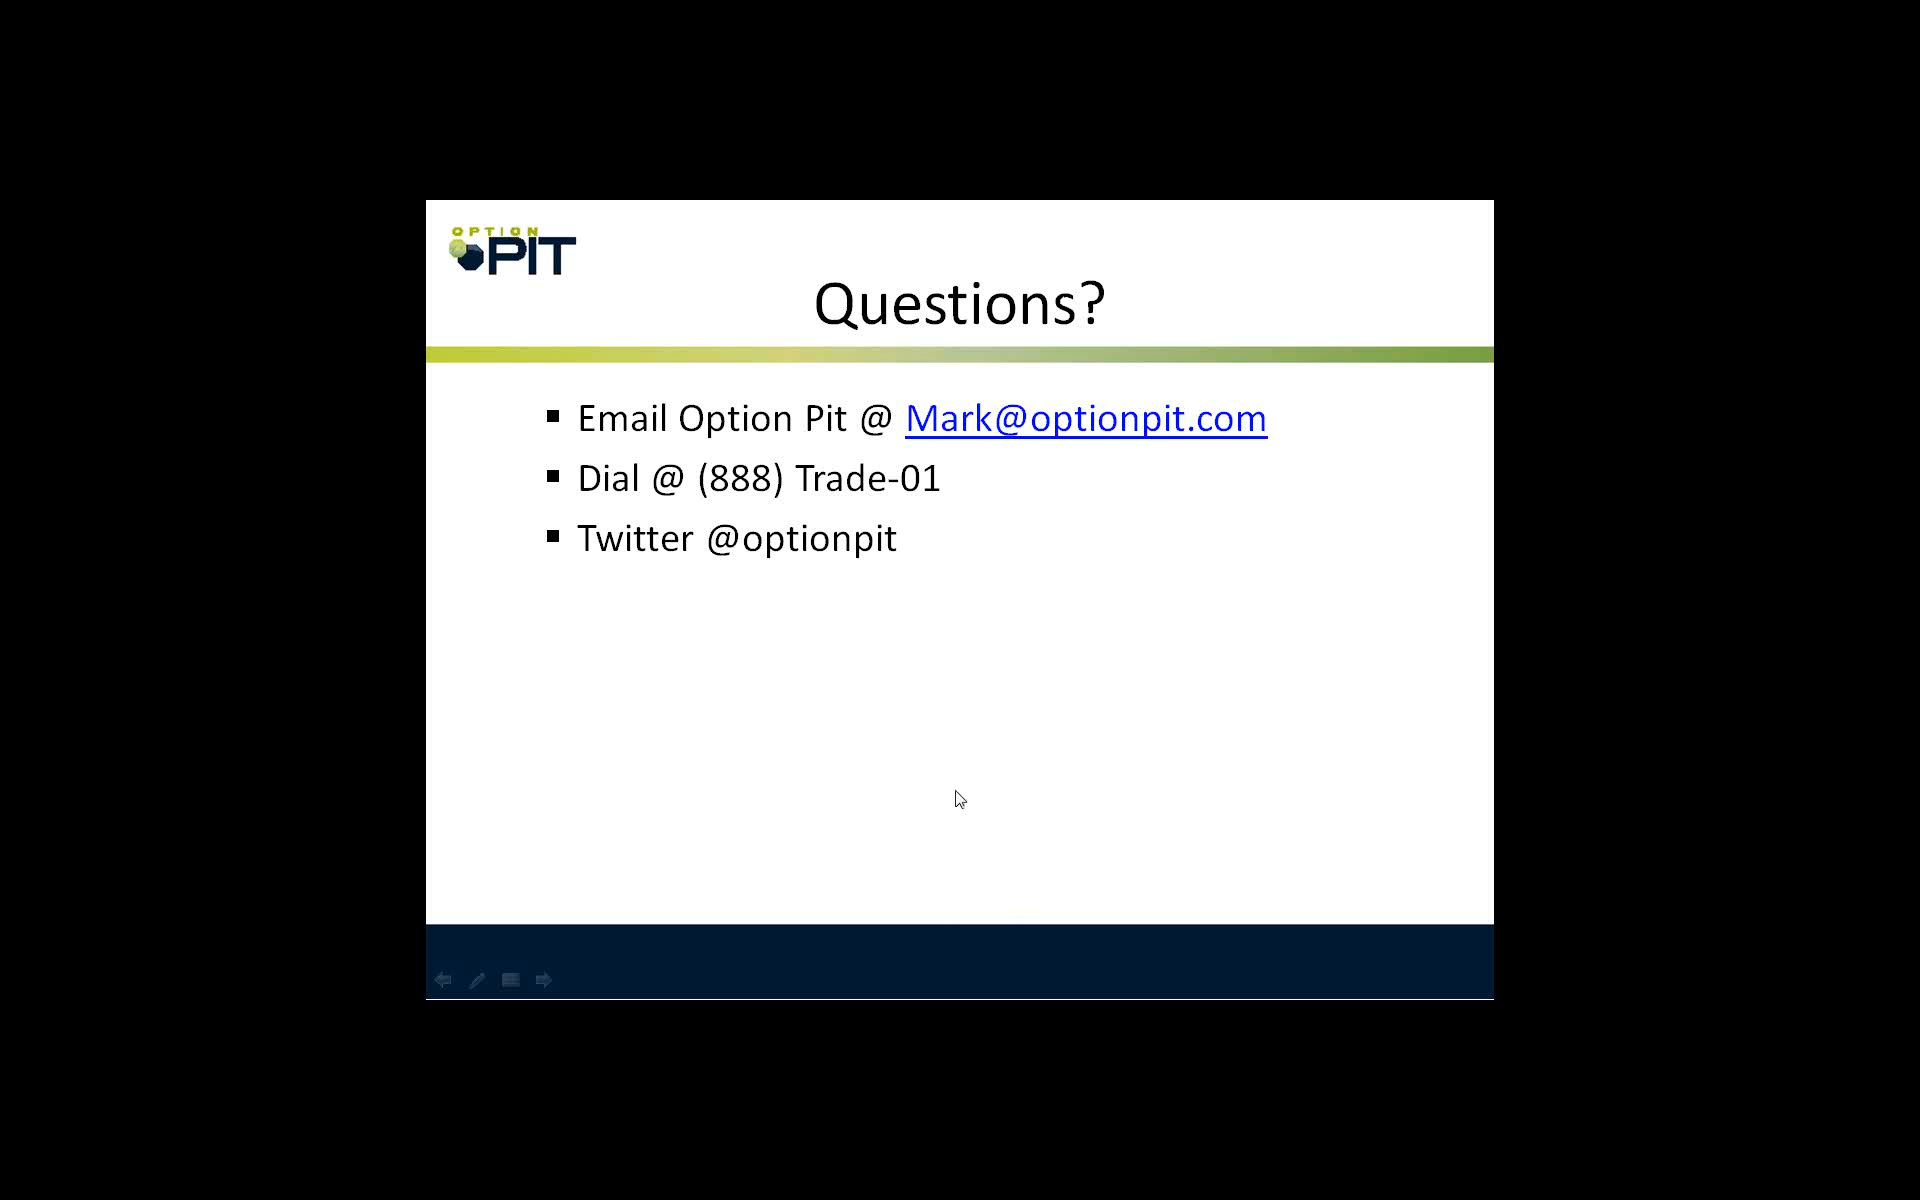 OPTION
PIT
Questions?
Email Option Pit @ Mark@optionpit.com
Dial @ (888) Trade-01
Twitter @optionpit